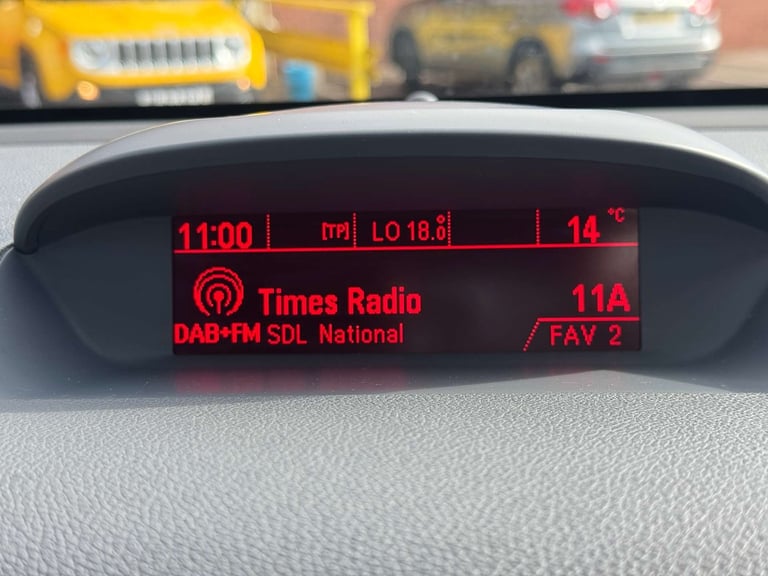 11:00 [TP] LO 18.0 14 °C
Times Radio 11A
DAB+FM SDL National FAV 2